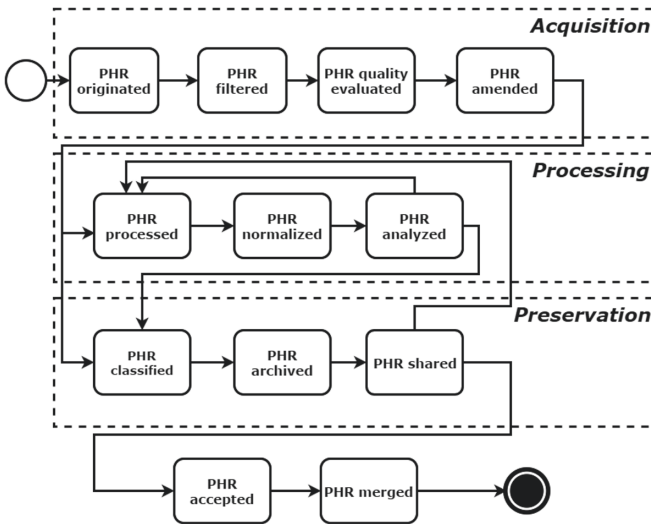 Acquisition
PHR
originated
PHR
filtered
PHR quality
evaluated
PHR
amended
Processing
PHR
processed
PHR
normalized
PHR
analyzed
Preservation
PHR
classified
PHR
archived
PHR shared
PHR
accepted
PHR merged